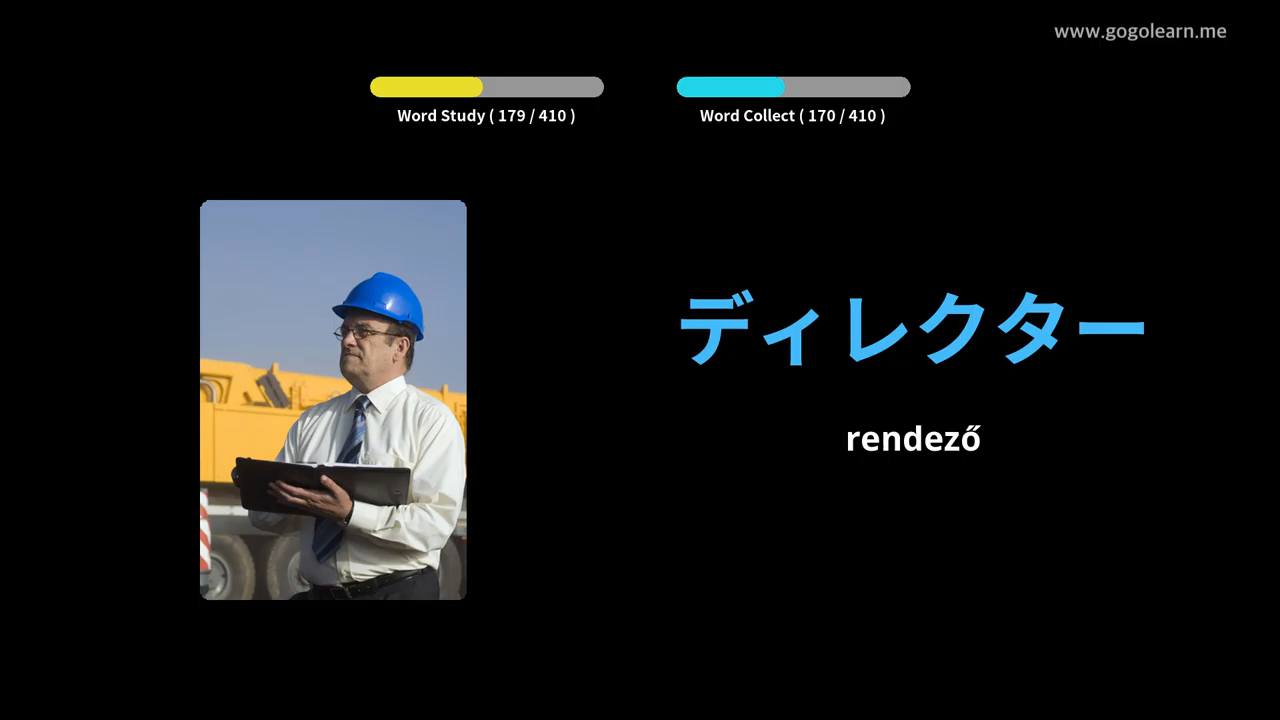 www.gogolearn.me
Word Study ( 179 / 410 )
Word Collect ( 170 / 410 )
ディレクター
rendező